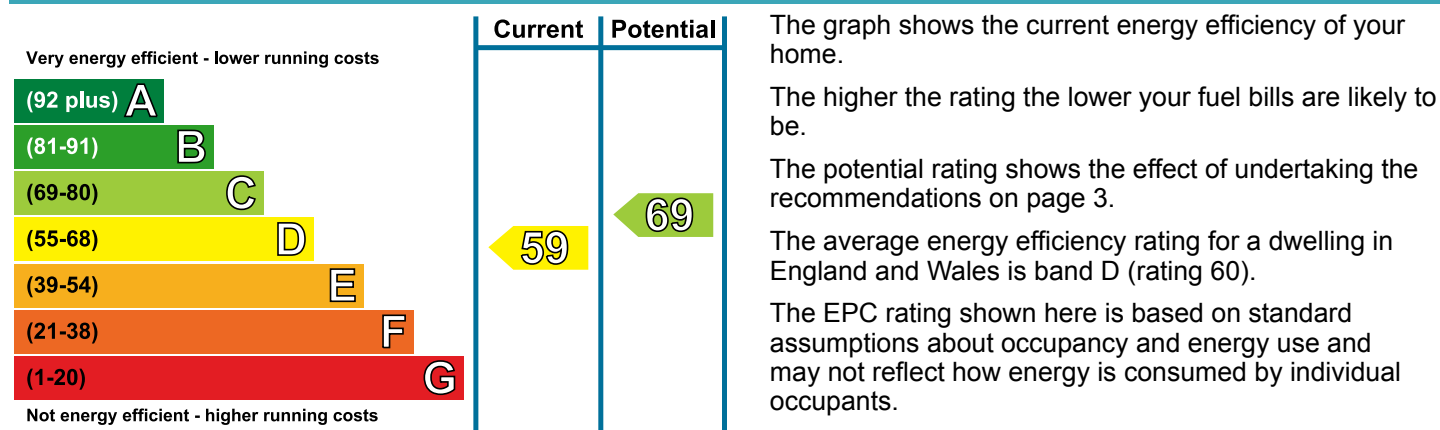 Current Potential
Very energy efficient - lower running costs
(92 plus) A
(81-91) B
(69-80) C
(55-68) D
(39-54) E
(21-38) F
(1-20) G
Not energy efficient - higher running costs
59
69
The graph shows the current energy efficiency of your
home.
The higher the rating the lower your fuel bills are likely to
be.
The potential rating shows the effect of undertaking the
recommendations on page 3.
The average energy efficiency rating for a dwelling in
England and Wales is band D (rating 60).
The EPC rating shown here is based on standard
assumptions about occupancy and energy use and
may not reflect how energy is consumed by individual
occupants.